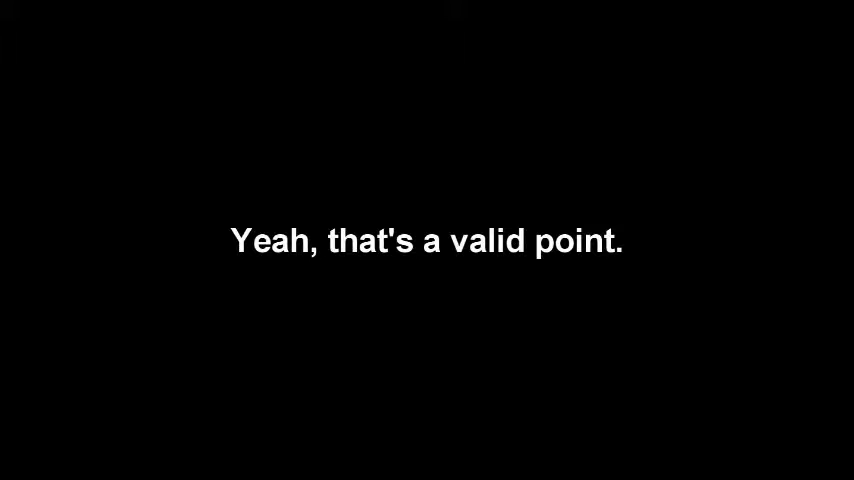 Yeah, that's a valid point.